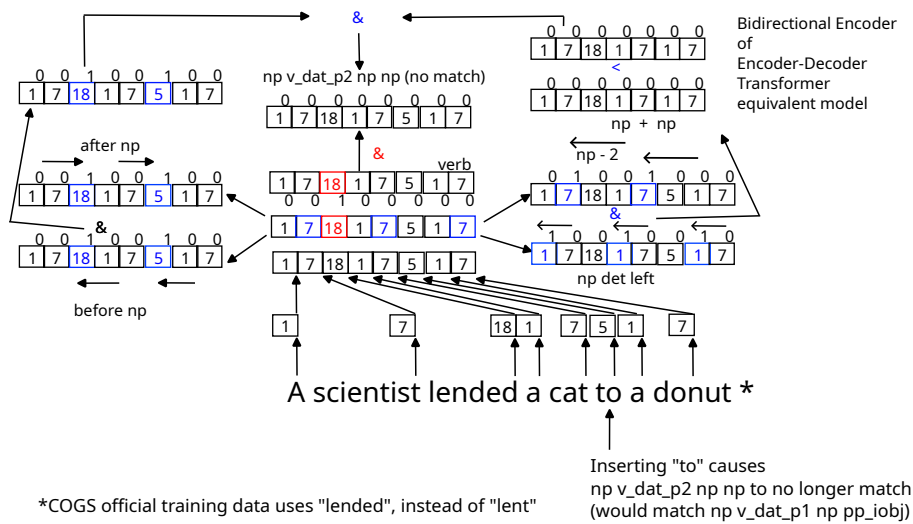 &
Bidirectional Encoder
of
Encoder-Decoder
Transformer
equivalent model
0 0 0 0 0 0 0
1 7 18 1 7 1 7
<
0 0 0 0 0 0 0
1 7 18 1 7 1 7
np + np
np v_dat_p2 np np (no match)
0 0 0 0 0 0 0 0
1 7 18 1 7 5 1 7
0 0 1 0 0 1 0 0
1 7 18 1 7 5 1 7
after np
0 0 1 0 0 1 0 0
1 7 18 1 7 5 1 7
&
0 0 1 0 0 1 0 0
1 7 18 1 7 5 1 7
before np
&
verb
1 7 18 1 7 5 1 7
0 0 1 0 0 0 0 0
1 7 18 1 7 5 1 7
1 7 18 1 7 5 1 7
np - 2
0 1 0 0 1 0 0 0
1 7 18 1 7 5 1 7
&
1 0 0 1 0 0 1 0
1 7 18 1 7 5 1 7
np det left
1 7 18 1 7 5 1 7
A scientist lended a cat to a donut *
Inserting "to" causes
np v_dat_p2 np np to no longer match
(would match np v_dat_p1 np pp_iobj)
*COGS official training data uses "lended", instead of "lent"